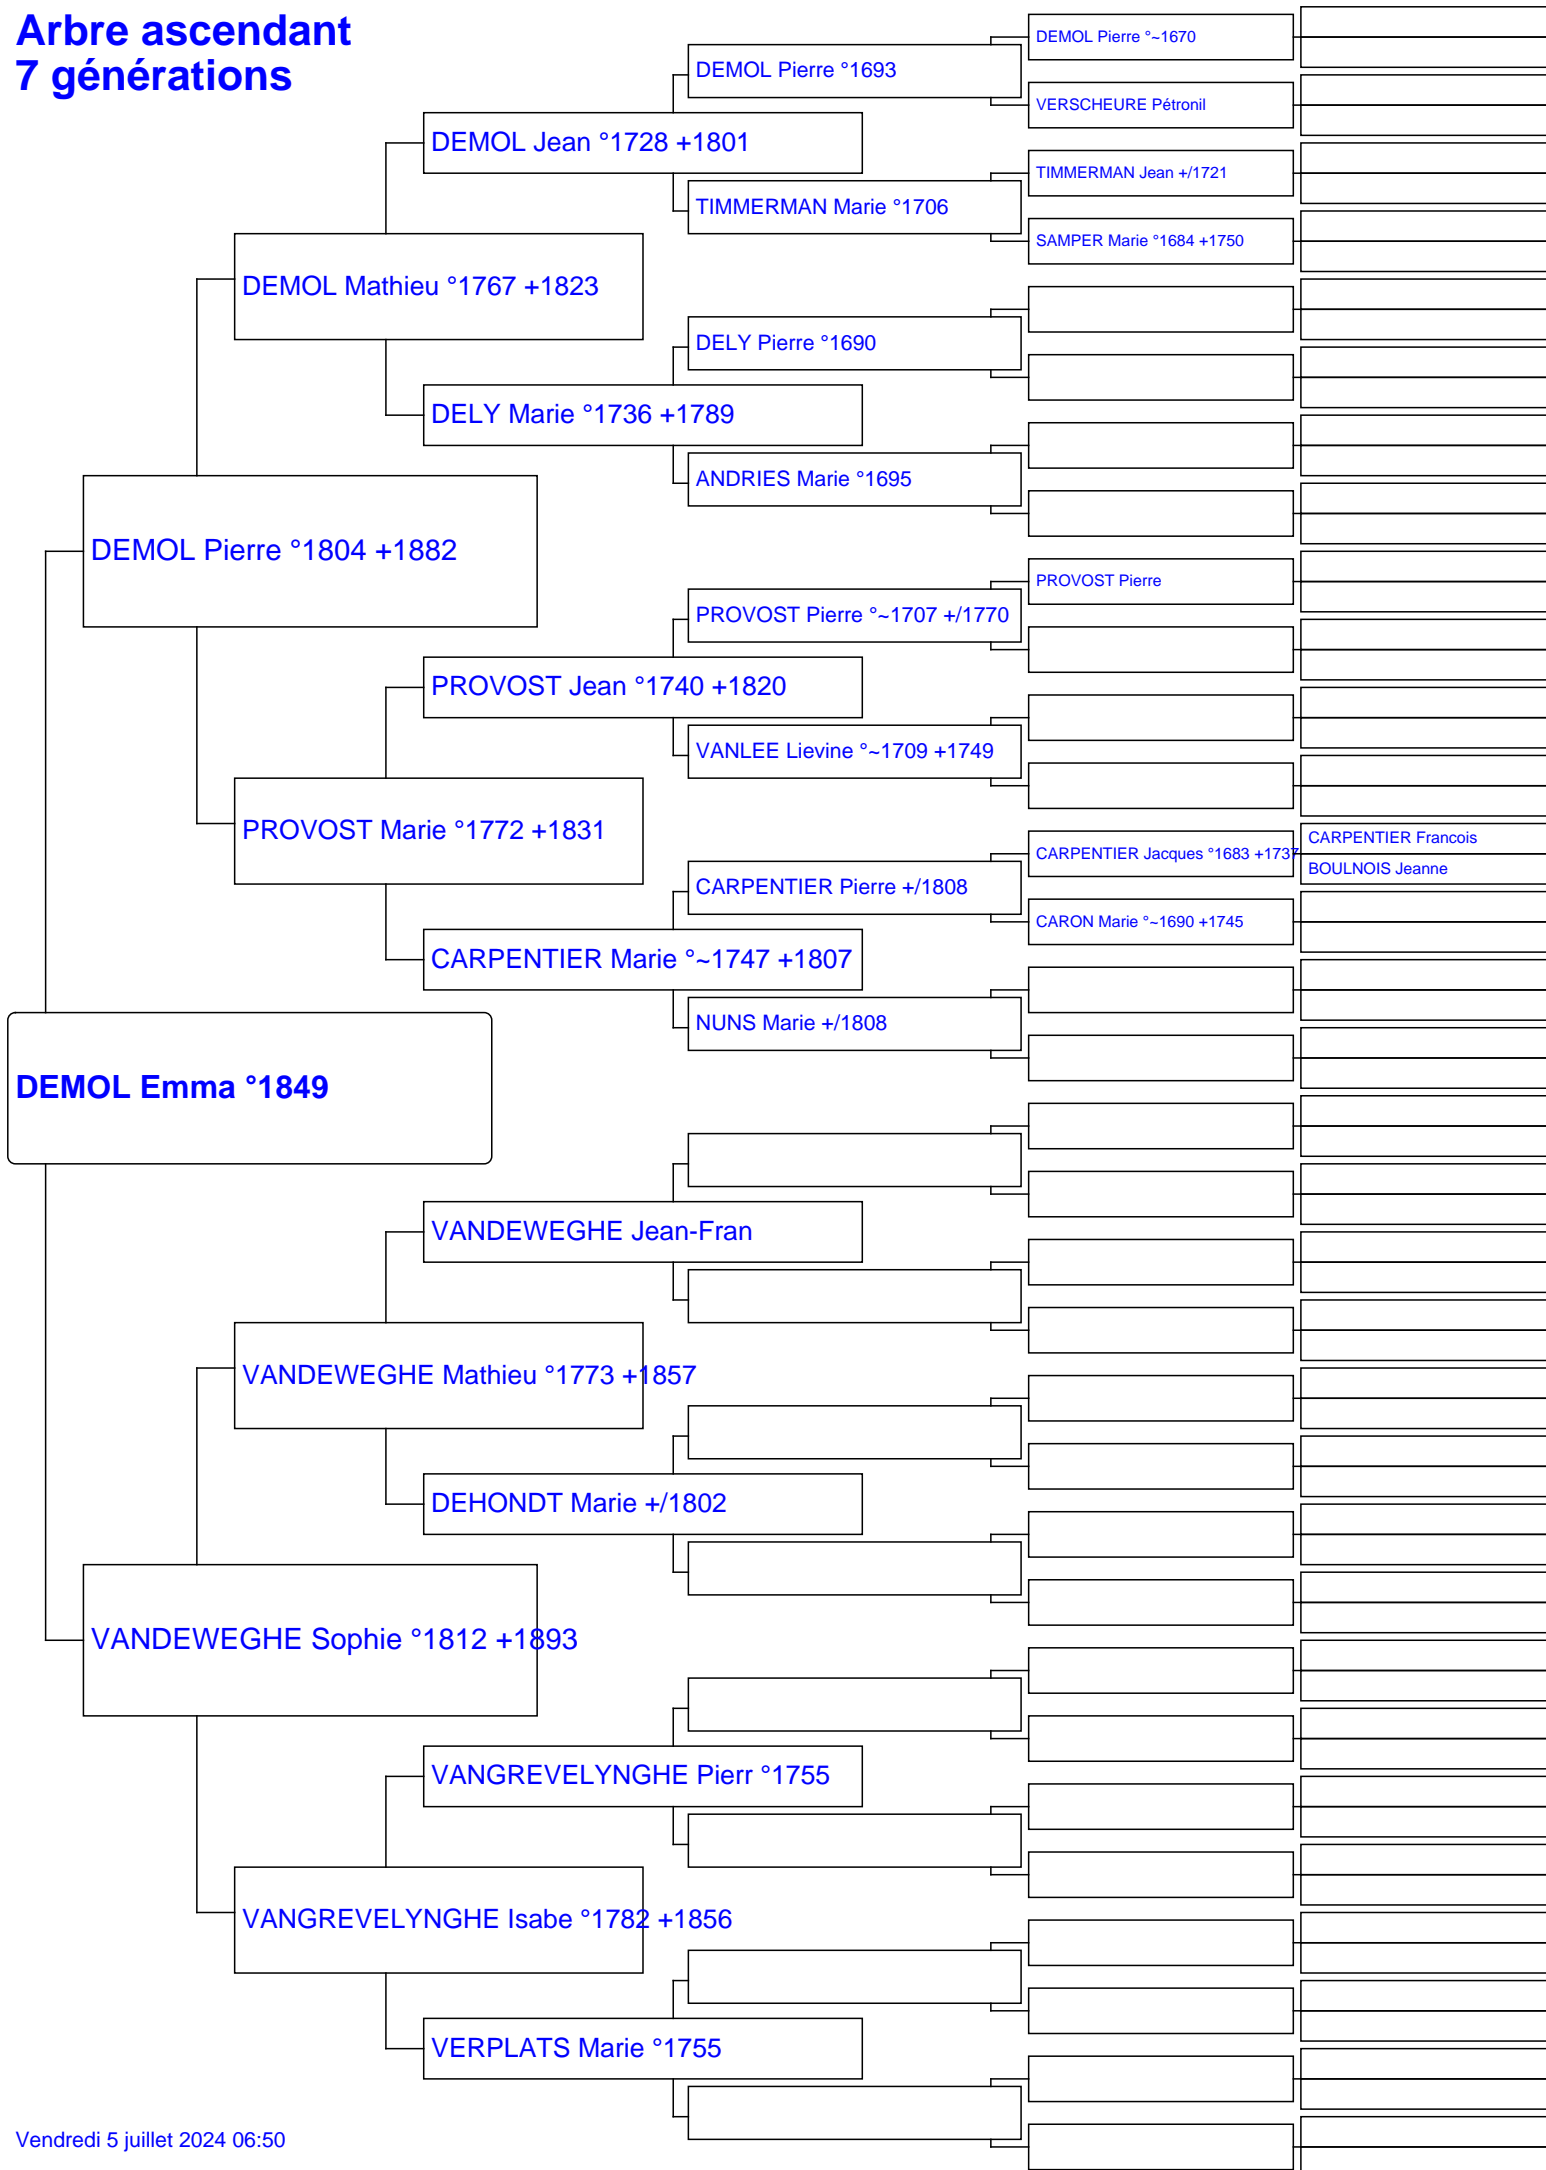 Arbre ascendant
7 générations
DEMOL Pierre °~1670
DEMOL Pierre °1693
VERSCHEURE Pétronil
DEMOL Jean °1728 +1801
TIMMERMAN Jean +/1721
TIMMERMAN Marie °1706
SAMPER Marie °1684 +1750
DEMOL Mathieu °1767 +1823
DELY Pierre °1690
DELY Marie °1736 +1789
ANDRIES Marie °1695
DEMOL Pierre °1804 +1882
PROVOST Pierre
PROVOST Pierre °~1707 +/1770
PROVOST Jean °1740 +1820
VANLEE Lievine °~1709 +1749
PROVOST Marie °1772 +1831
CARPENTIER Francois
CARPENTIER Jacques °1683 +1737
BOULNOIS Jeanne
CARPENTIER Pierre +/1808
CARON Marie °~1690 +1745
CARPENTIER Marie °~1747 +1807
NUNS Marie +/1808
DEMOL Emma °1849
VANDEWEGHE Jean-Fran
VANDEWEGHE Mathieu °1773 +1857
DEHONDT Marie +/1802
VANDEWEGHE Sophie °1812 +1893
VANGREVELYNGHE Pierr °1755
VANGREVELYNGHE Isabe °1782 +1856
VERPLATS Marie °1755
Vendredi 5 juillet 2024 06:50